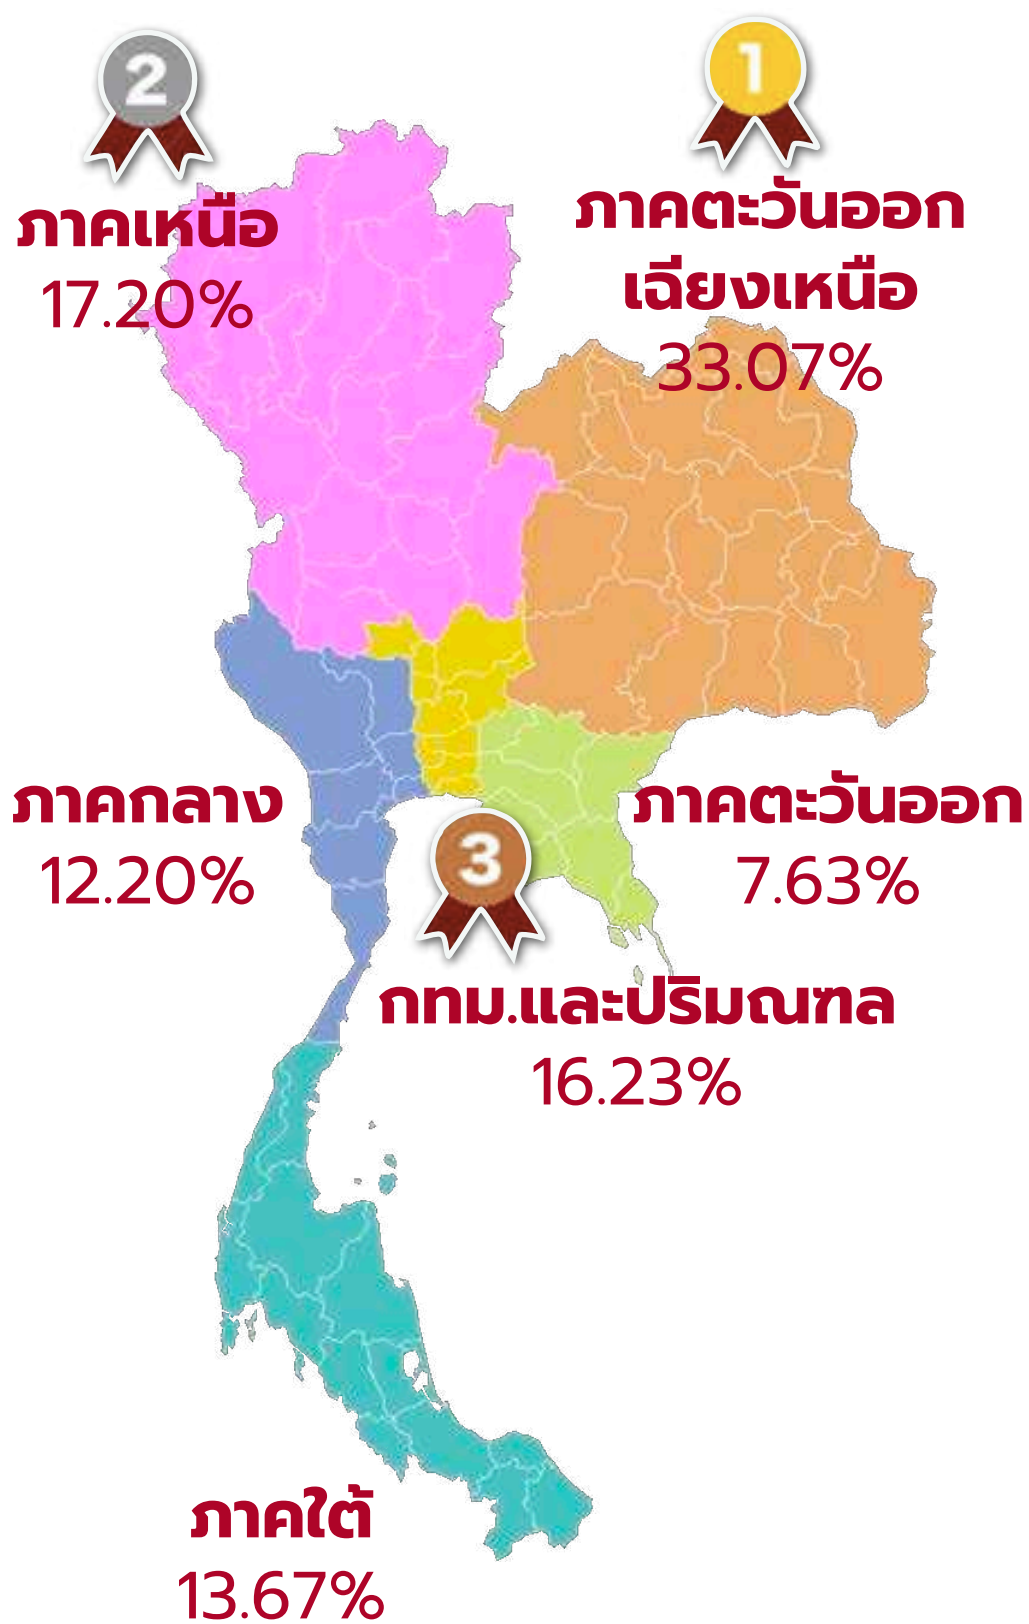 2
1
ภาคเหนือ
17.20%
ภาคตะวันออก
เฉียงเหนือ
33.07%
ภาคกลาง
12.20%
ภาคตะวันออก
7.63%
3
กทม.และปริมณฑล
16.23%
ภาคใต้
13.67%